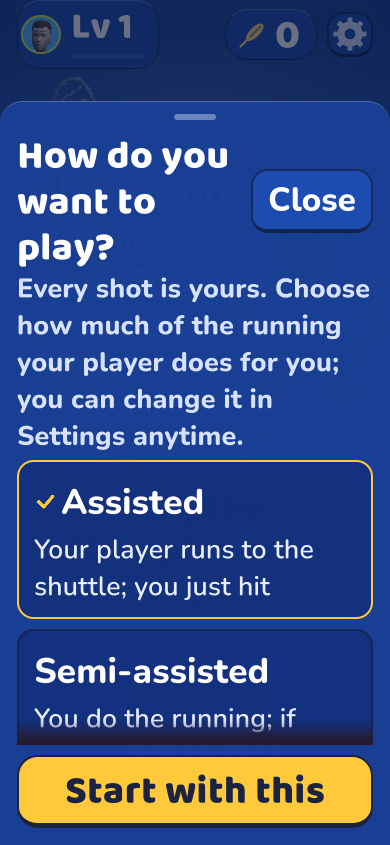 Lv 1
0
How do you
want to
play?
Close
Every shot is yours. Choose
how much of the running
your player does for you;
you can change it in
Settings anytime.
Assisted
Your player runs to the
shuttle; you just hit
Semi-assisted
You do the running; if
Start with this